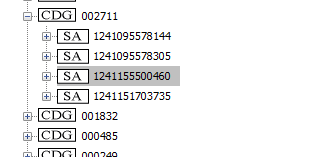 CDG 002711
SA 1241095578144
SA 1241095578305
SA 1241155500460
SA 1241151703735
CDG 001832
CDG 000485
CDG 000249